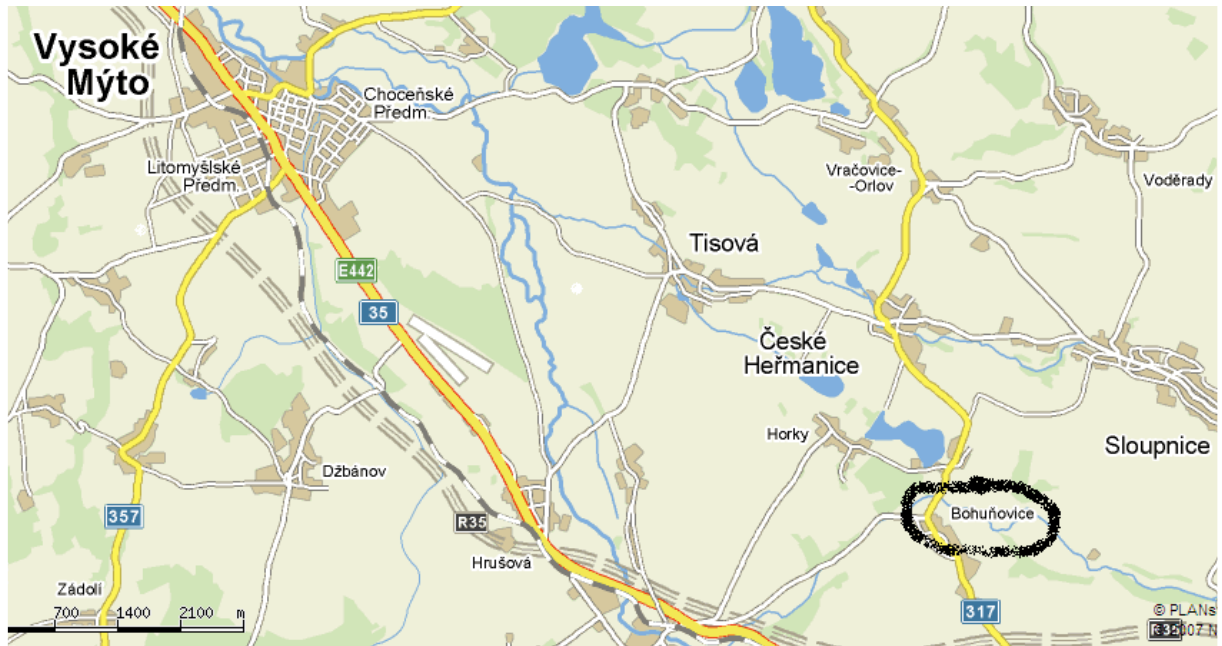 Vysoké
Mýto
Choceňské
Předm.
Litomyšlské
Předm.
Vračovice-
-Orlov
Voděrady
Tisová
E442
35
České
Heřmanice
Horky
Sloupnice
Džbánov
357
R35
Bohuňovice
Hrušová
Zádolí
317
700 1400 2100 m
© PLANs
R35
007 N